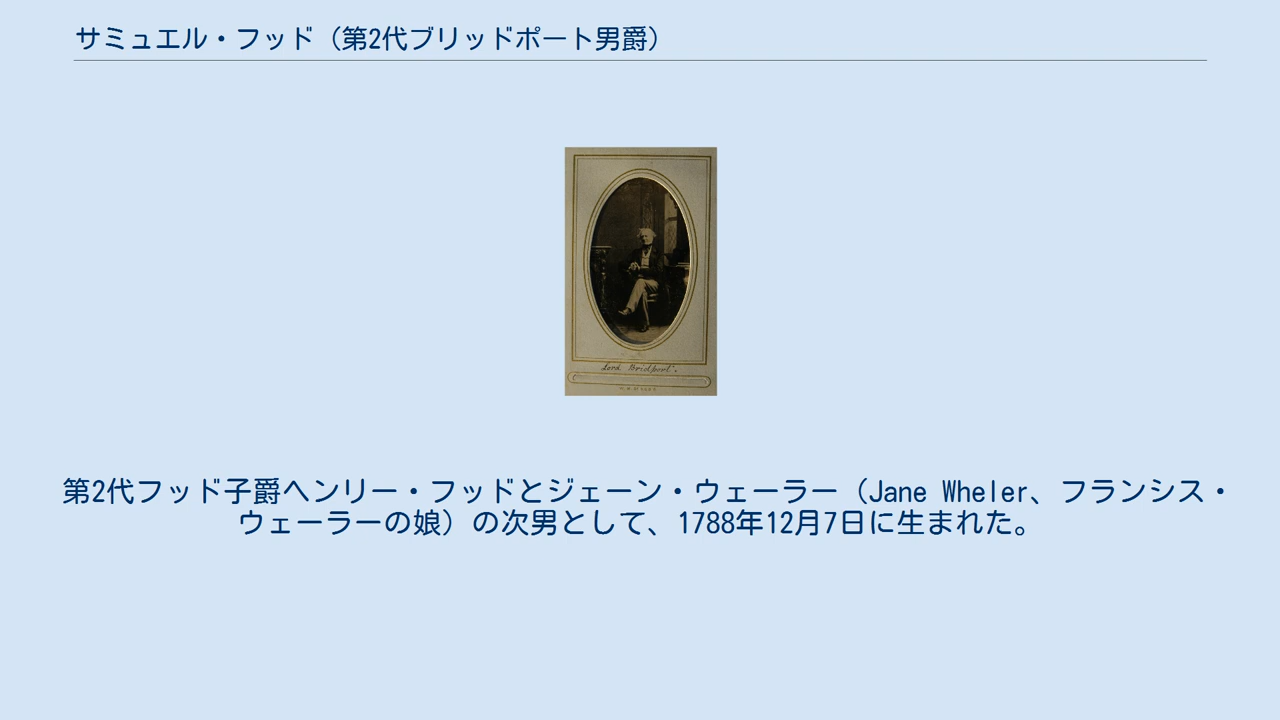 サミュエル・フッド（第2代ブリッドポート男爵）
Lord Bridport.
第2代フッド子爵ヘンリー・フッドとジェーン・ウェーラー（Jane Wheler、フランシス・
ウェーラーの娘）の次男として、1788年12月7日に生まれた。